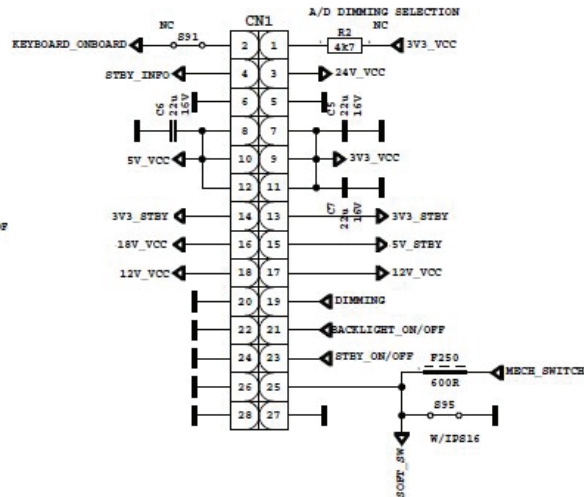 A/D DIMMING SELECTION
CN1
NC
S91
R2
NC
KEYBOARD_ONBOARD
2
1
4k7
3V3_VCC
STBY_INFO
4
3
24V_VCC
6
5
C6
22u
16V
C5
22u
16V
8
7
5V_VCC
10
9
3V3_VCC
12
11
C7
22u
16V
3V3_STBY
14
13
3V3_STBY
18V_VCC
16
15
5V_STBY
12V_VCC
18
17
12V_VCC
20
19
DIMMING
22
21
BACKLIGHT_ON/OFF
24
23
STBY_ON/OFF
F250
MECH_SWITCH
26
25
600R
S95
28
27
W/IPS16
SOFT_SW